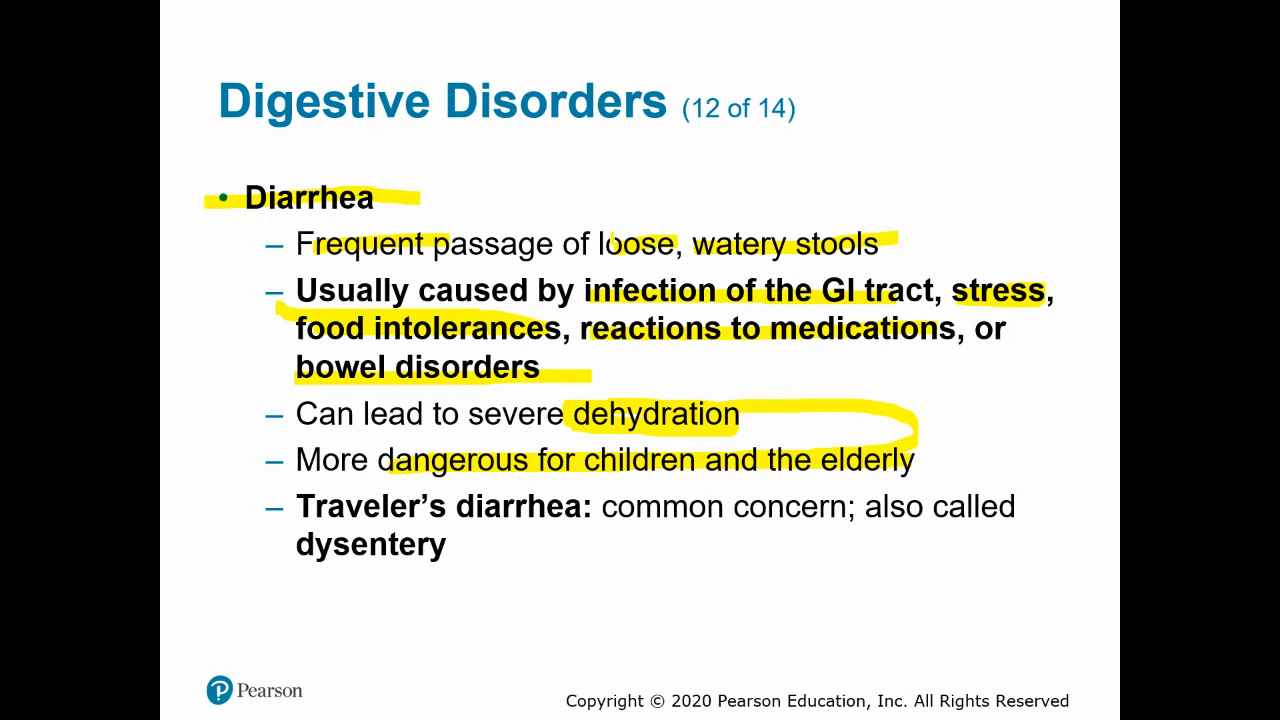 Digestive Disorders (12 of 14)
• Diarrhea
– Frequent passage of loose, watery stools
– Usually caused by infection of the GI tract, stress,
food intolerances, reactions to medications, or
bowel disorders
– Can lead to severe dehydration
– More dangerous for children and the elderly
– Traveler’s diarrhea: common concern; also called
dysentery
Pearson
Copyright © 2020 Pearson Education, Inc. All Rights Reserved